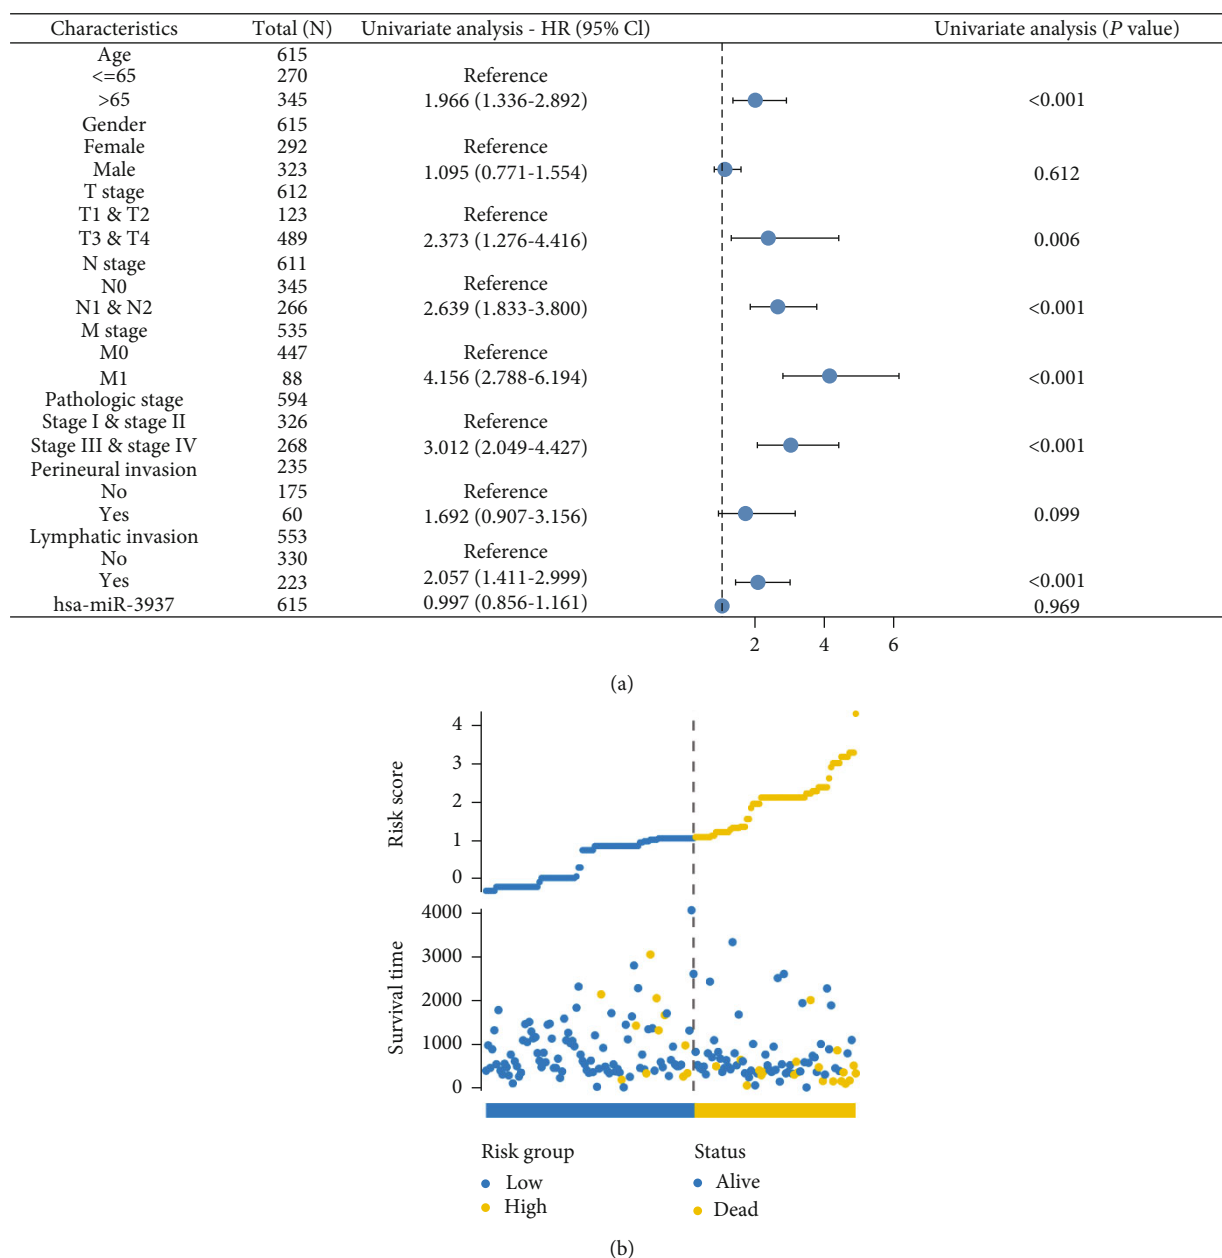 Characteristics Total (N) Univariate analysis - HR (95% Cl) Univariate analysis (P value)
Age 615
<=65 270 Reference
>65 345 1.966 (1.336-2.892) <0.001
Gender 615
Female 292 Reference
Male 323 1.095 (0.771-1.554) 0.612
T stage 612
T1 & T2 123 Reference
T3 & T4 489 2.373 (1.276-4.416) 0.006
N stage 611
N0 345 Reference
N1 & N2 266 2.639 (1.833-3.800) <0.001
M stage 535
M0 447 Reference
M1 88 4.156 (2.788-6.194) <0.001
Pathologic stage 594
Stage I & stage II 326 Reference
Stage III & stage IV 268 3.012 (2.049-4.427) <0.001
Perineural invasion 235
No 175 Reference
Yes 60 1.692 (0.907-3.156) 0.099
Lymphatic invasion 553
No 330 Reference
Yes 223 2.057 (1.411-2.999) <0.001
hsa-miR-3937 615 0.997 (0.856-1.161) 0.969
2 4 6
(a)
Risk score
4
3
2
1
0
Survival time
4000
3000
2000
1000
0
Risk group Status
Low Alive
High Dead
(b)